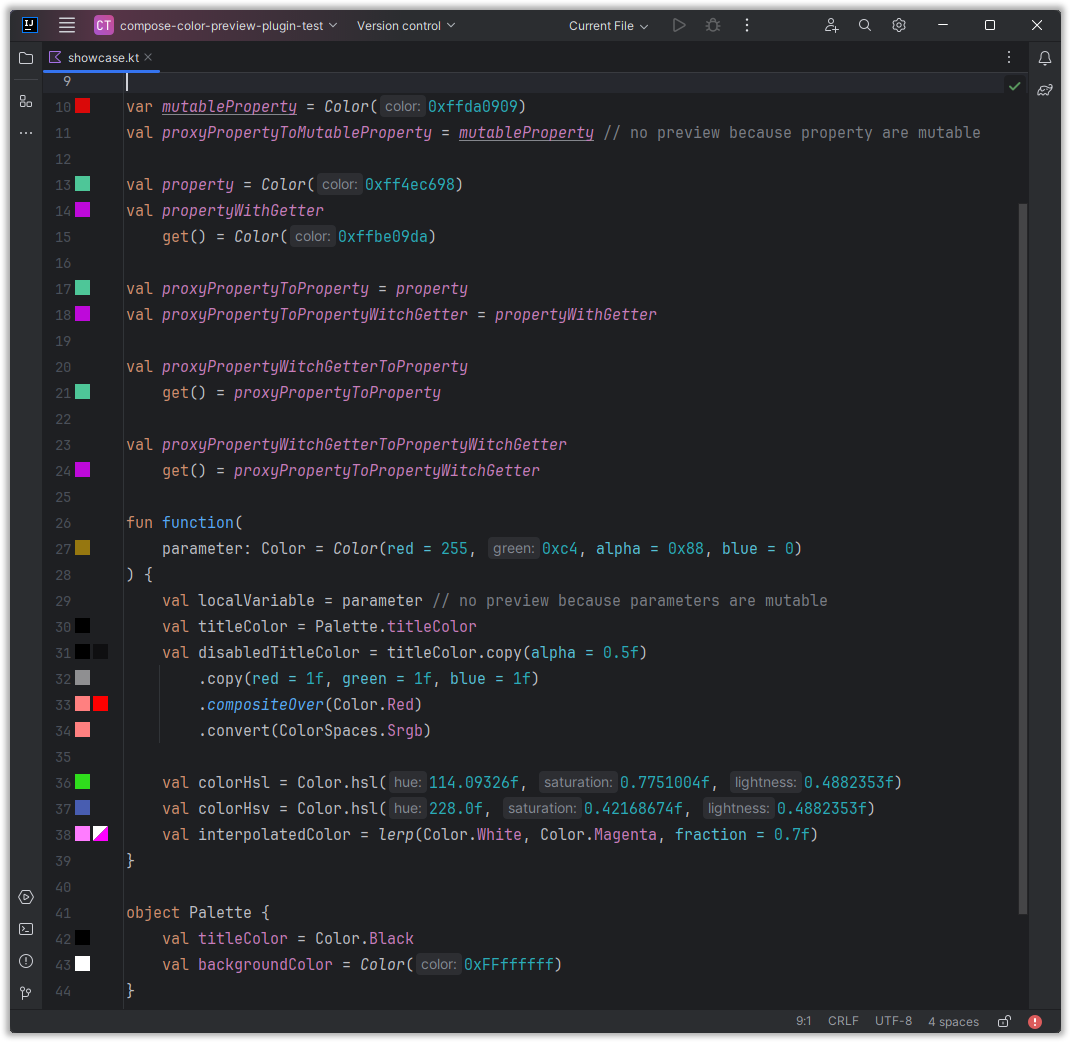 IJ CT compose-color-preview-plugin-test Version control Current File
showcase.kt
9
10 var mutableProperty = Color( color: 0xffda0909)
11 val proxyPropertyToMutableProperty = mutableProperty // no preview because property are mutable
12
13 val property = Color( color: 0xff4ec698)
14 val propertyWithGetter
15 get() = Color( color: 0xffbe09da)
16
17 val proxyPropertyToProperty = property
18 val proxyPropertyToPropertyWitchGetter = propertyWithGetter
19
20 val proxyPropertyWitchGetterToProperty
21 get() = proxyPropertyToProperty
22
23 val proxyPropertyWitchGetterToPropertyWitchGetter
24 get() = proxyPropertyToPropertyWitchGetter
25
26 fun function(
27 parameter: Color = Color(red = 255, green: 0xc4, alpha = 0x88, blue = 0)
28 ) {
29 val localVariable = parameter // no preview because parameters are mutable
30 val titleColor = Palette.titleColor
31 val disabledTitleColor = titleColor.copy(alpha = 0.5f)
32 .copy(red = 1f, green = 1f, blue = 1f)
33 .compositeOver(Color.Red)
34 .convert(ColorSpaces.Srgb)
35
36 val colorHsl = Color.hsl( hue: 114.09326f, saturation: 0.7751004f, lightness: 0.4882353f)
37 val colorHsv = Color.hsl( hue: 228.0f, saturation: 0.42168674f, lightness: 0.4882353f)
38 val interpolatedColor = lerp(Color.White, Color.Magenta, fraction = 0.7f)
39 }
40
41 object Palette {
42 val titleColor = Color.Black
43 val backgroundColor = Color( color: 0xFFffffff)
44 }
9:1 CRLF UTF-8 4 spaces